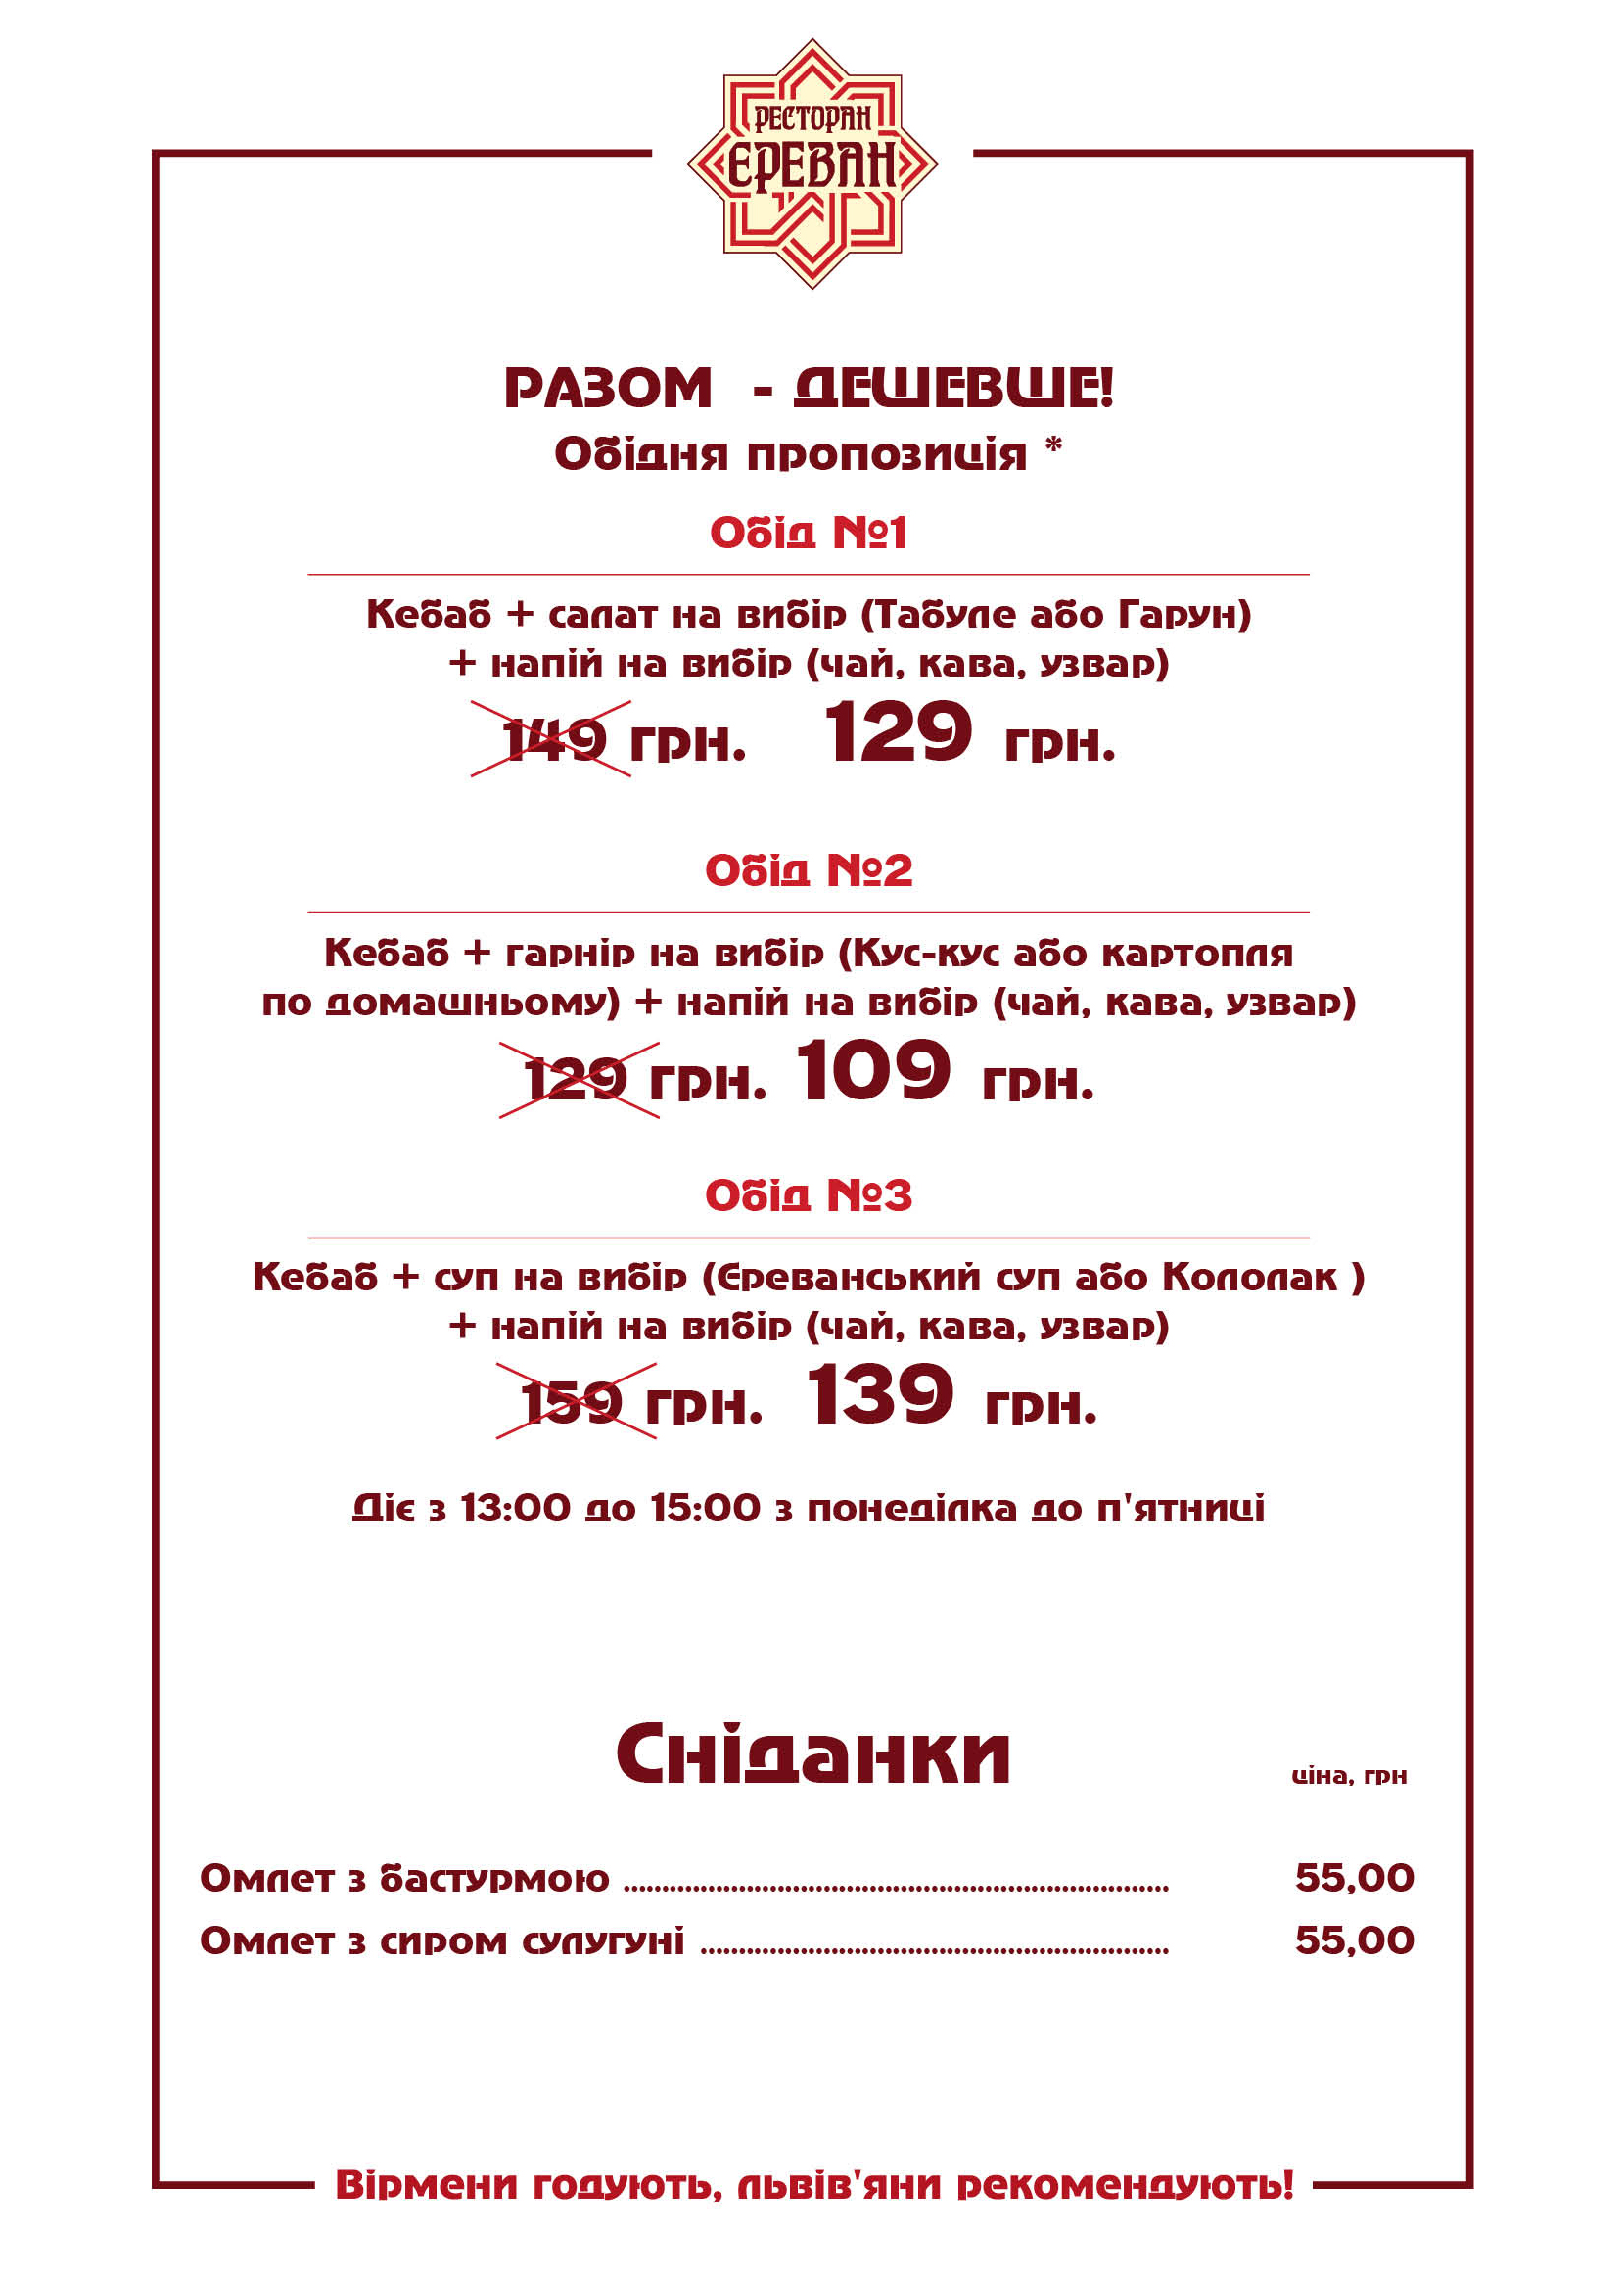 РЕСТОРАН
ЄРЕВАН
РАЗОМ - ДЕШЕВШЕ!
Обідня пропозиція *
Обід №1
Кебаб + салат на вибір (Табуле або Гарун)
+ напій на вибір (чай, кава, узвар)
149 грн. 129 грн.
Обід №2
Кебаб + гарнір на вибір (Кус-кус або картопля
по домашньому) + напій на вибір (чай, кава, узвар)
129 грн. 109 грн.
Обід №3
Кебаб + суп на вибір (Єреванський суп або Кололак )
+ напій на вибір (чай, кава, узвар)
159 грн. 139 грн.
Діє з 13:00 до 15:00 з понеділка до п'ятниці
Сніданки
ціна, грн
Омлет з бастурмою ........................................................................ 55,00
Омлет з сиром сулугуні .............................................................. 55,00
Вірмени годують, львів'яни рекомендують!